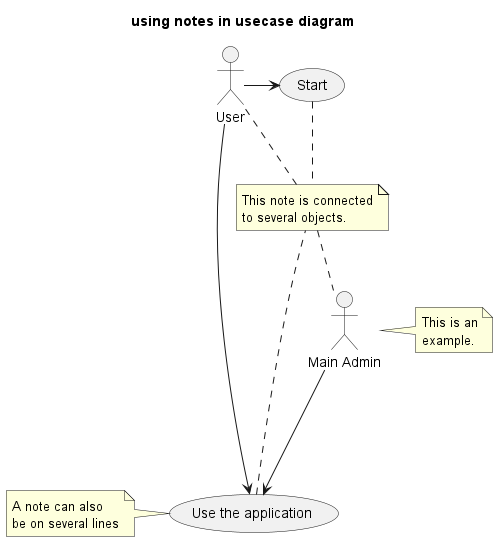 using notes in usecase diagram
Start
User
This note is connected
to several objects.
This is an
example.
Main Admin
A note can also
be on several lines
Use the application